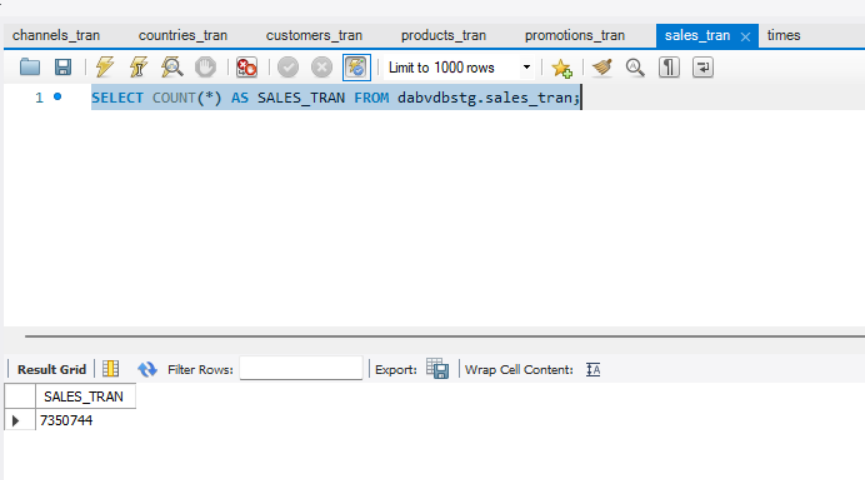 channels_tran countries_tran customers_tran products_tran promotions_tran sales_tran × times
Limit to 1000 rows
1 SELECT COUNT(*) AS SALES_TRAN FROM dabvdbstg.sales_tran;
Result Grid Filter Rows: Export: Wrap Cell Content:
SALES_TRAN
7350744